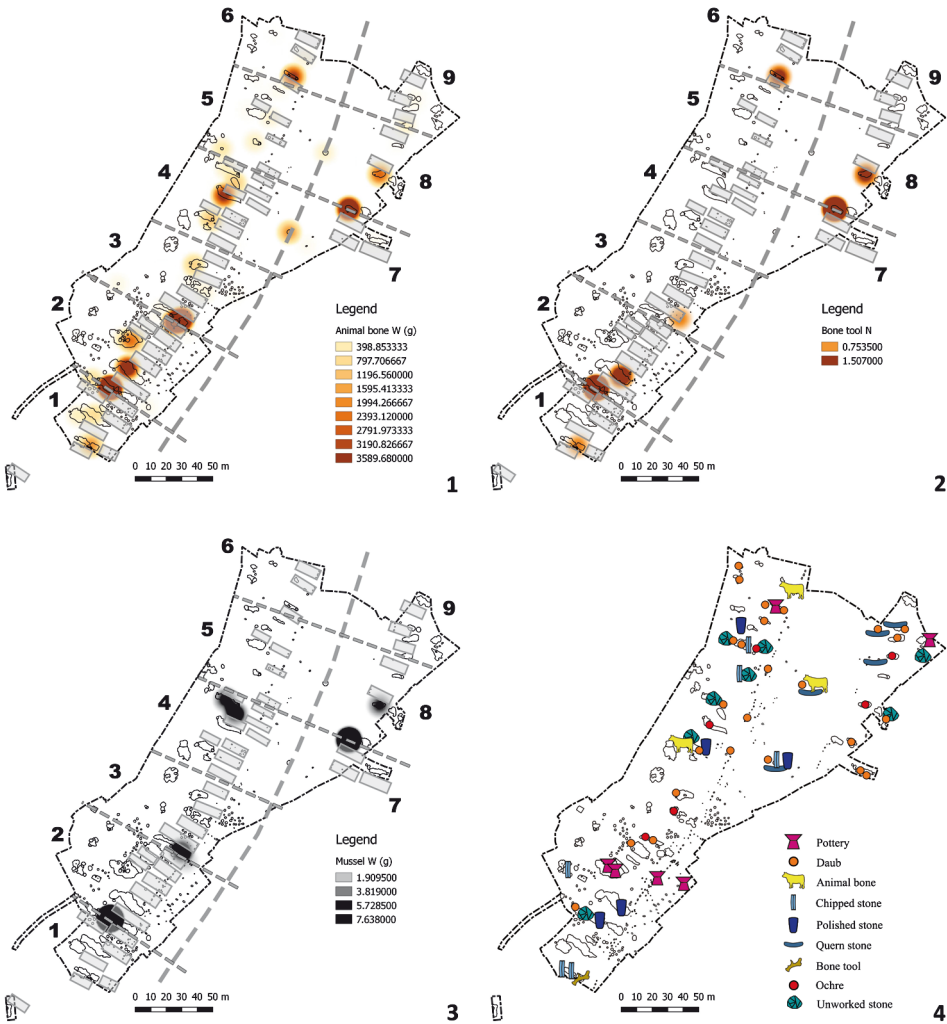 6
9
5
4
8
3
7
2
1
Legend
Animal bone W (g)
398.853333
797.706667
1196.560000
1595.413333
1994.266667
2393.120000
2791.973333
3190.826667
3589.680000
0 10 20 30 40 50 m
1
6
9
5
4
8
3
7
2
1
Legend
Bone tool N
0.753500
1.507000
0 10 20 30 40 50 m
2
6
9
5
4
8
3
7
2
1
Legend
Mussel W (g)
1.909500
3.819000
5.728500
7.638000
0 10 20 30 40 50 m
3
Pottery
Daub
Animal bone
Chipped stone
Polished stone
Quern stone
Bone tool
Ochre
Unworked stone
0 10 20 30 40 50 m
4